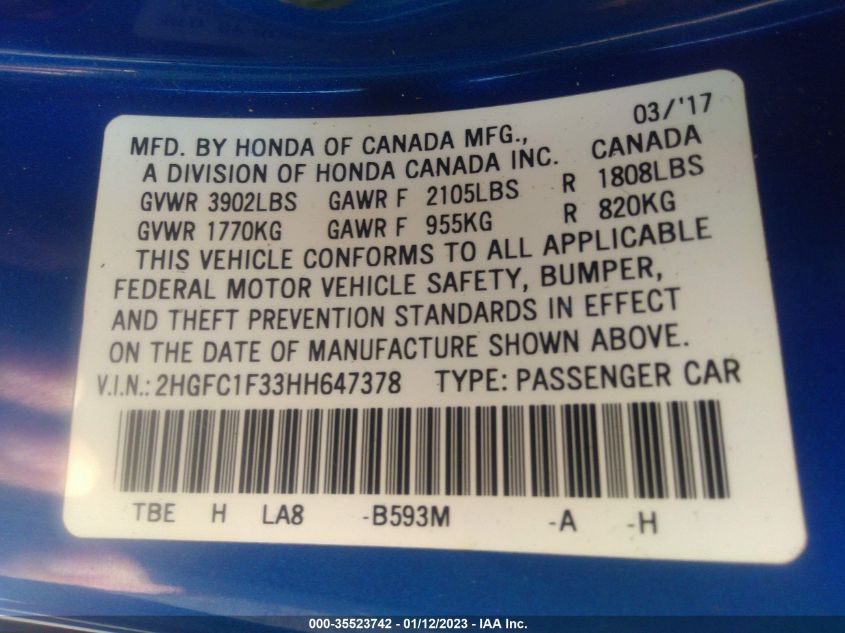 03/'17
MFD. BY HONDA OF CANADA MFG.,
A DIVISION OF HONDA CANADA INC. CANADA
GVWR 3902LBS GAWR F 2105LBS R 1808LBS
GVWR 1770KG GAWR F 955KG R 820KG
THIS VEHICLE CONFORMS TO ALL APPLICABLE
FEDERAL MOTOR VEHICLE SAFETY, BUMPER,
AND THEFT PREVENTION STANDARDS IN EFFECT
ON THE DATE OF MANUFACTURE SHOWN ABOVE.
V.I.N.: 2HGFC1F33HH647378 TYPE: PASSENGER CAR
TBE H LA8 -B593M -A -H
000-35523742 - 01/12/2023 - IAA Inc.